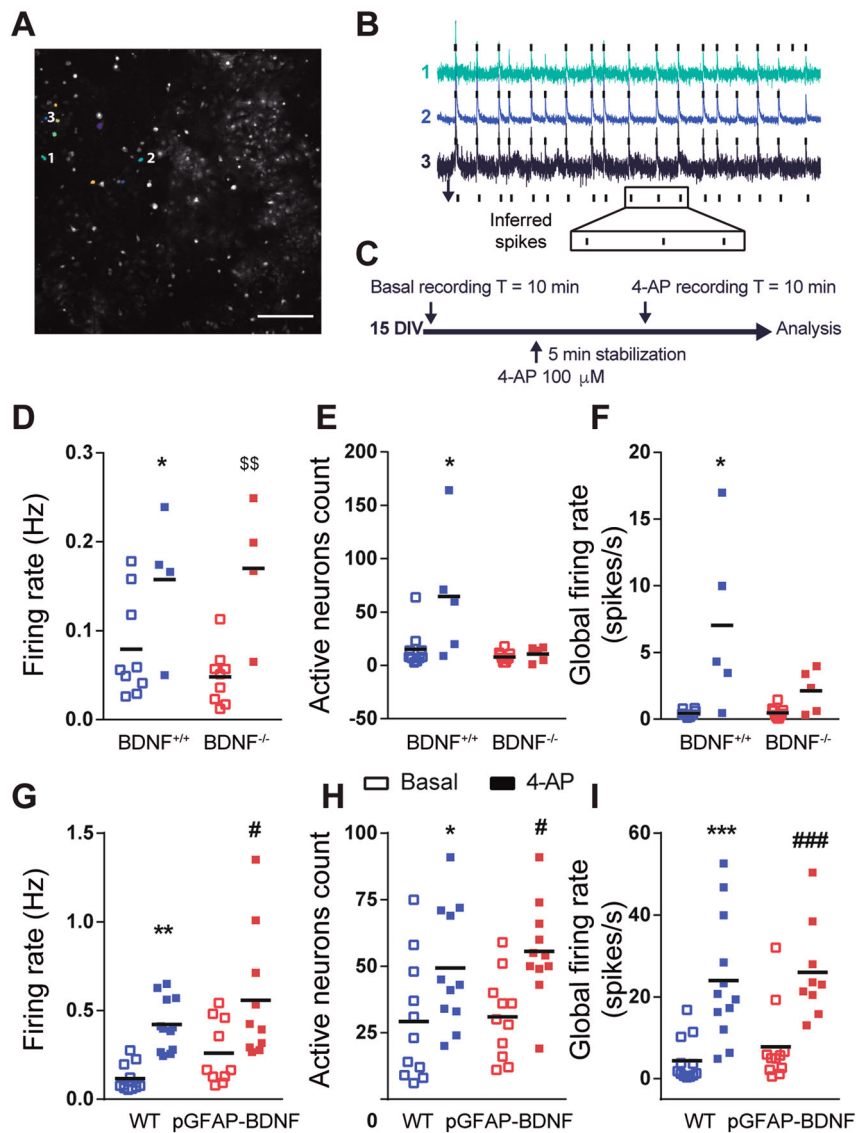 A
3
1
2
B
1
2
3
Inferred
spikes
C
Basal recording T = 10 min
4-AP recording T = 10 min
15 DIV
Analysis
5 min stabilization
4-AP 100 μM
D
Firing rate (Hz)
0.3
0.2
0.1
0.0
*
$$
BDNF+/+
BDNF-/-
E
Active neurons count
200
150
100
50
0
-50
*
BDNF+/+
BDNF-/-
F
Global firing rate
(spikes/s)
20
15
10
5
0
*
BDNF+/+
BDNF-/-
Basal
4-AP
G
Firing rate (Hz)
1.5
1.0
0.5
0.0
**
#
WT
pGFAP-BDNF
H
Active neurons count
100
75
50
25
0
*
#
WT
pGFAP-BDNF
I
Global firing rate
(spikes/s)
60
40
20
0
***
###
WT
pGFAP-BDNF